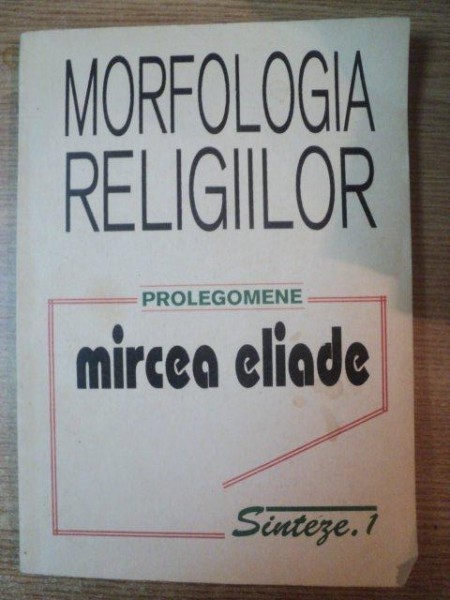 MORFOLOGIA
RELIGIILOR
PROLEGOMENE
mircea eliade
Sinteze.1